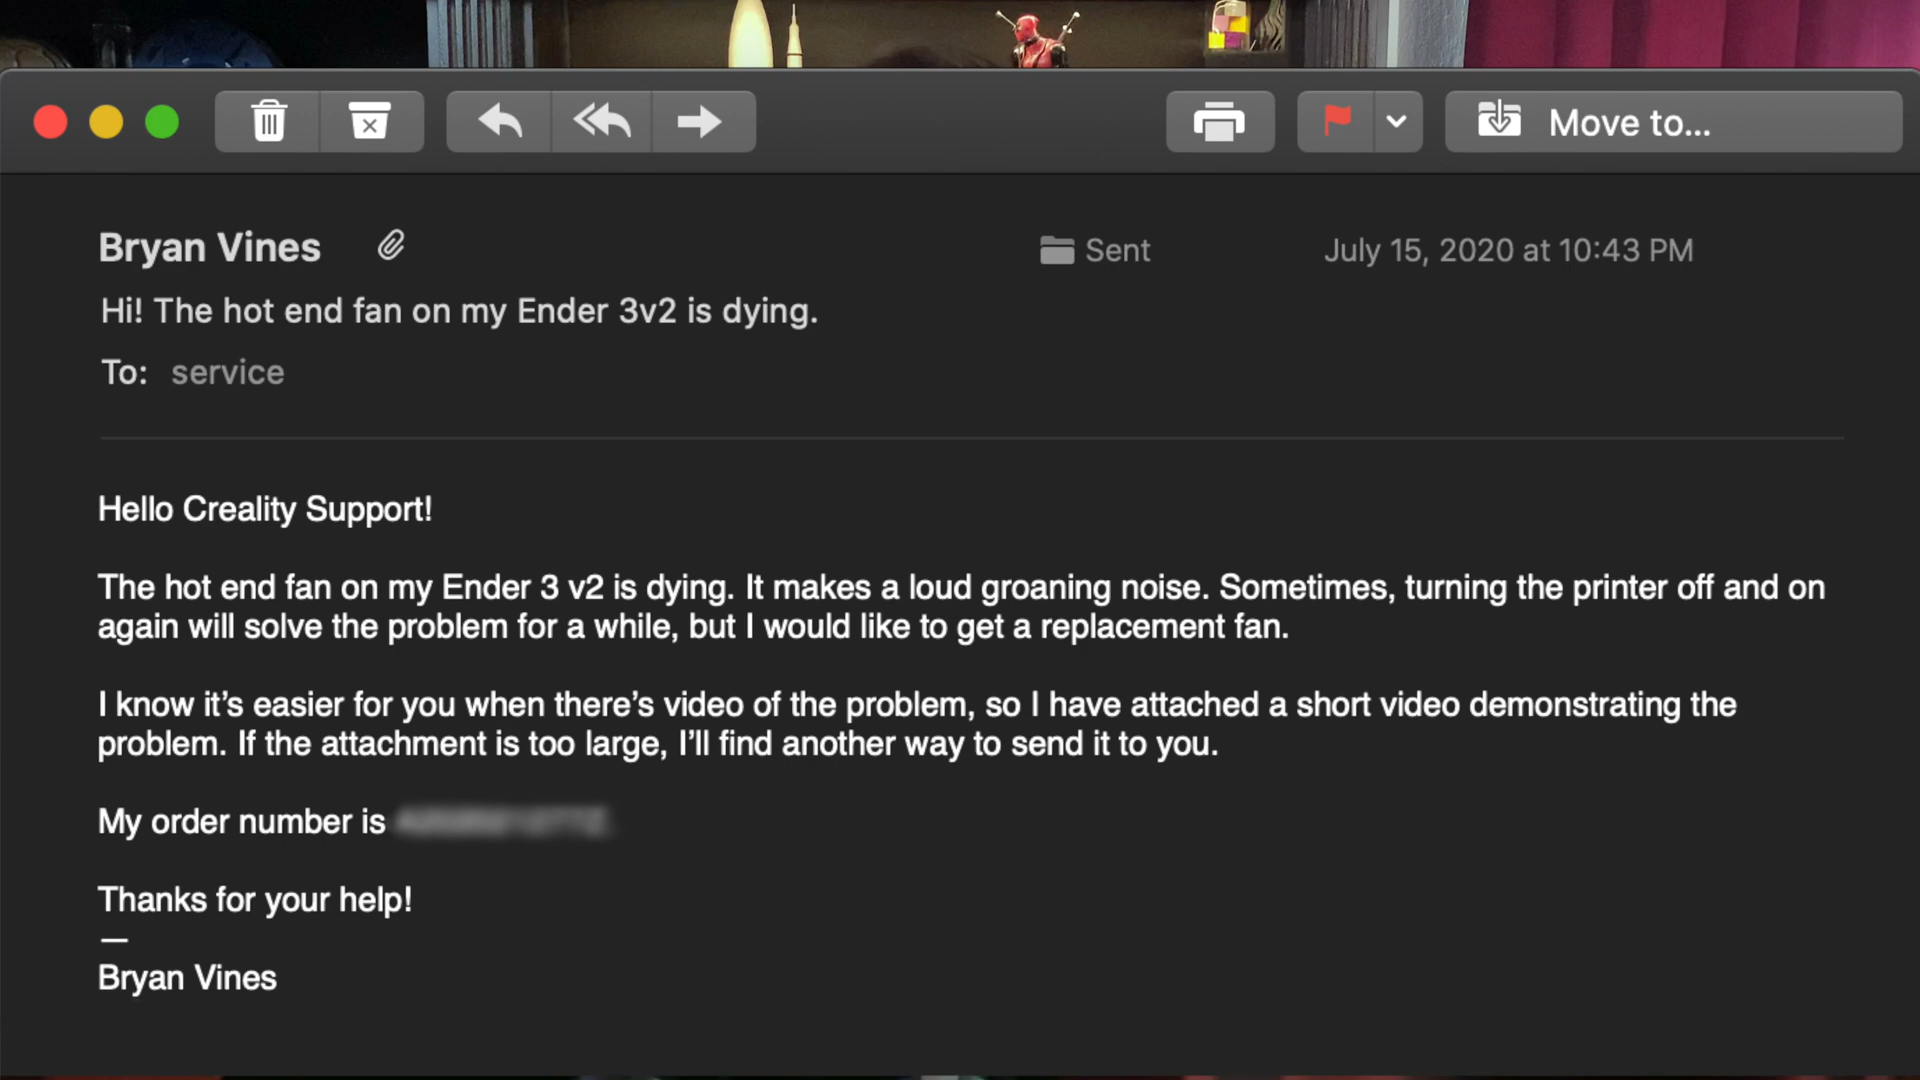 Move to...
Bryan Vines
Sent
July 15, 2020 at 10:43 PM
Hi! The hot end fan on my Ender 3v2 is dying.
To: service
Hello Creality Support!
The hot end fan on my Ender 3 v2 is dying. It makes a loud groaning noise. Sometimes, turning the printer off and on
again will solve the problem for a while, but I would like to get a replacement fan.
I know it’s easier for you when there’s video of the problem, so I have attached a short video demonstrating the
problem. If the attachment is too large, I’ll find another way to send it to you.
My order number is
Thanks for your help!
—
Bryan Vines